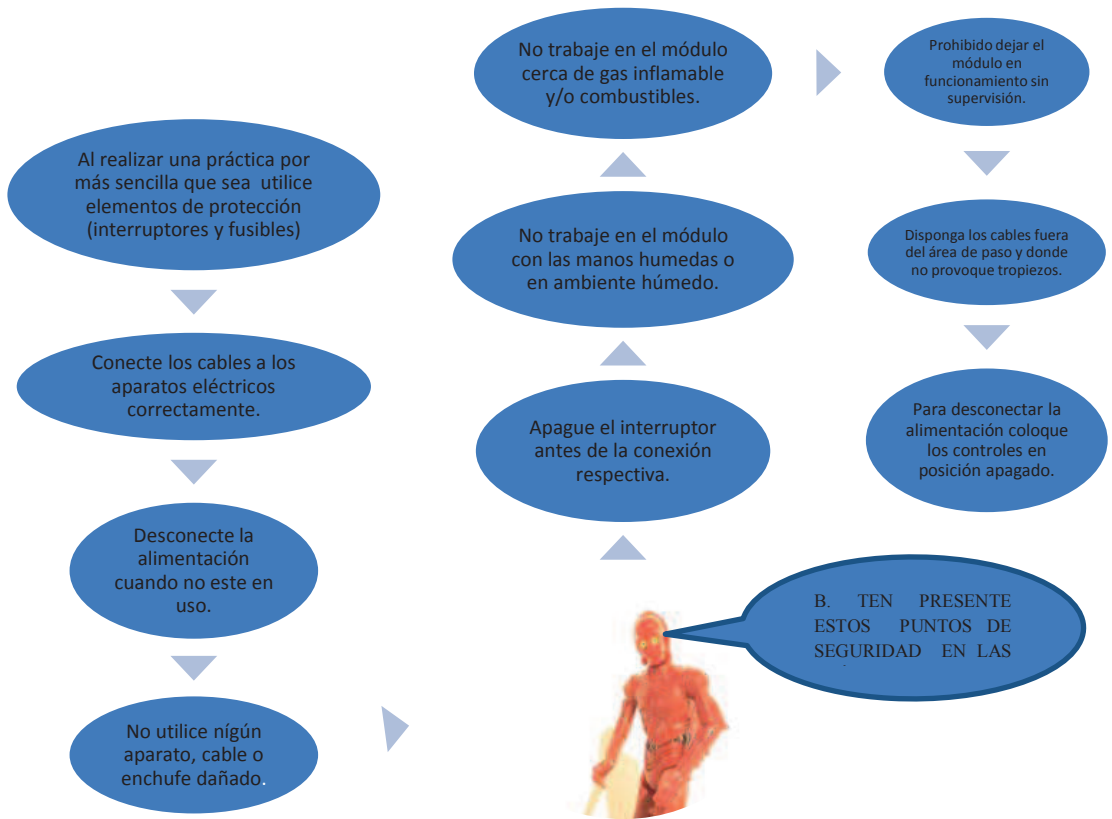 Al realizar una práctica por
más sencilla que sea utilice
elementos de protección
(interruptores y fusibles)
Conecte los cables a los
aparatos eléctricos
correctamente.
Desconecte la
alimentación
cuando no este en
uso.
No utilice nígún
aparato, cable o
enchufe dañado.
Apague el interruptor
antes de la conexión
respectiva.
No trabaje en el módulo
con las manos humedas o
en ambiente húmedo.
No trabaje en el módulo
cerca de gas inflamable
y/o combustibles.
Prohibido dejar el
módulo en
funcionamiento sin
supervisión.
Disponga los cables fuera
del área de paso y donde
no provoque tropiezos.
Para desconectar la
alimentación coloque
los controles en
posición apagado.
B. TEN PRESENTE
ESTOS PUNTOS DE
SEGURIDAD EN LAS